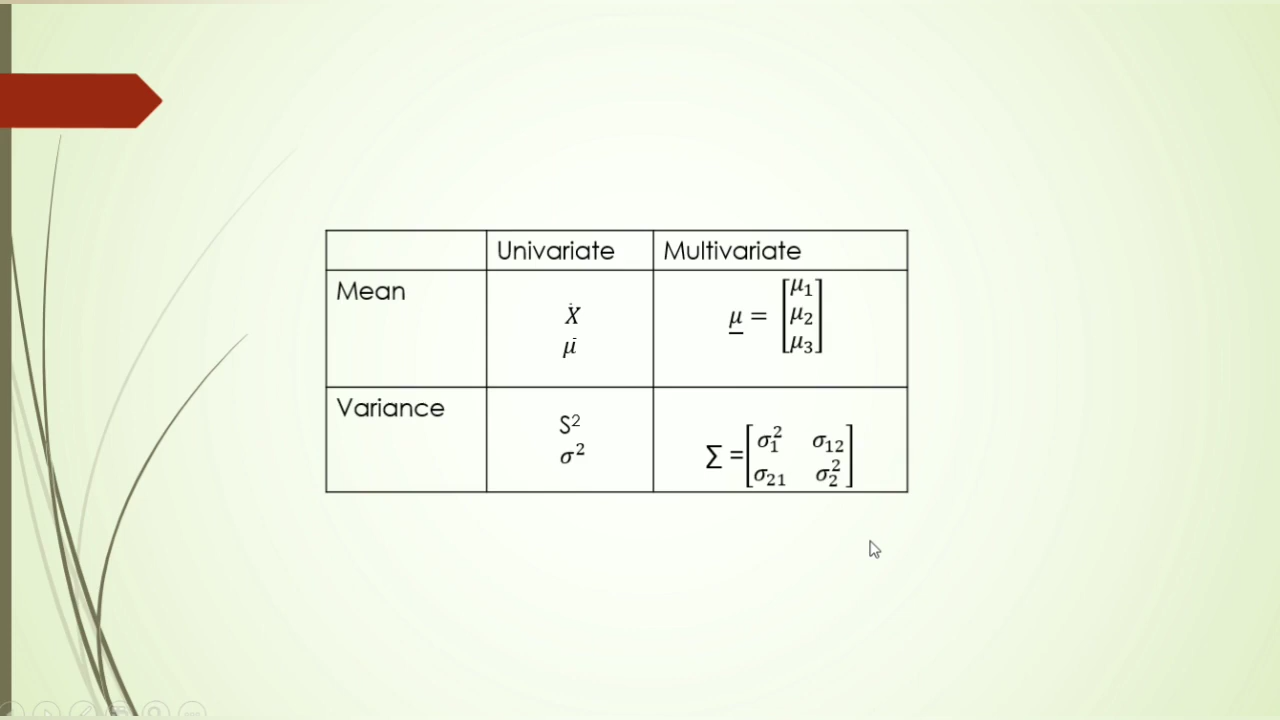 Univariate Multivariate
Mean
Ẋ
μ̇
μ = [μ1 μ2 μ3]
Variance
S²
σ²
∑ = [σ₁² σ12
σ21 σ₂²]